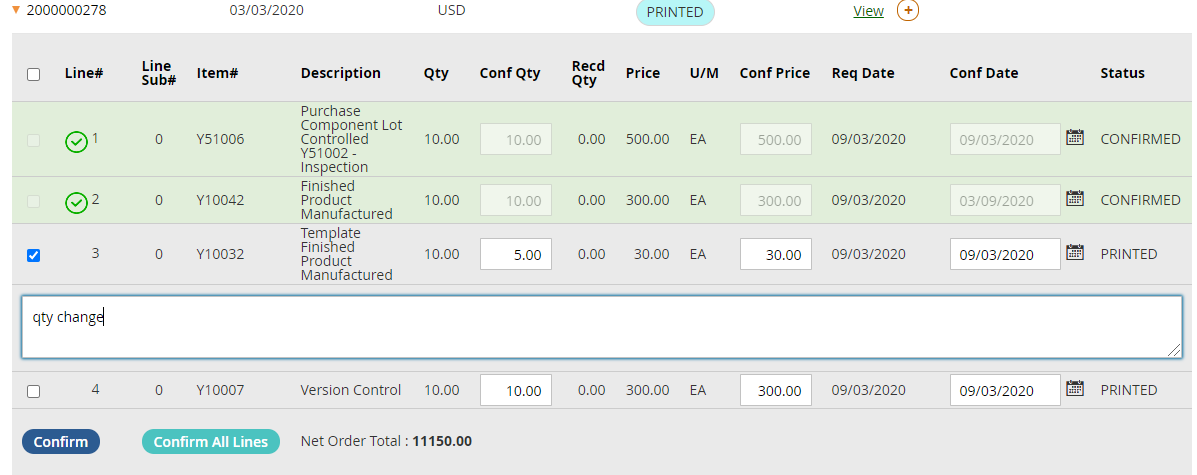 2000000278 03/03/2020 USD PRINTED View +
Line# Line Sub# Item# Description Qty Conf Qty Recd Qty Price U/M Conf Price Req Date Conf Date Status
1 0 Y51006 Purchase Component Lot Controlled Y51002 - Inspection 10.00 10.00 0.00 500.00 EA 500.00 09/03/2020 09/03/2020 CONFIRMED
2 0 Y10042 Finished Product Manufactured 10.00 10.00 0.00 300.00 EA 300.00 09/03/2020 03/09/2020 CONFIRMED
3 0 Y10032 Template Finished Product Manufactured 10.00 5.00 0.00 30.00 EA 30.00 09/03/2020 09/03/2020 PRINTED
qty change
4 0 Y10007 Version Control 10.00 10.00 0.00 300.00 EA 300.00 09/03/2020 09/03/2020 PRINTED
Confirm Confirm All Lines Net Order Total : 11150.00